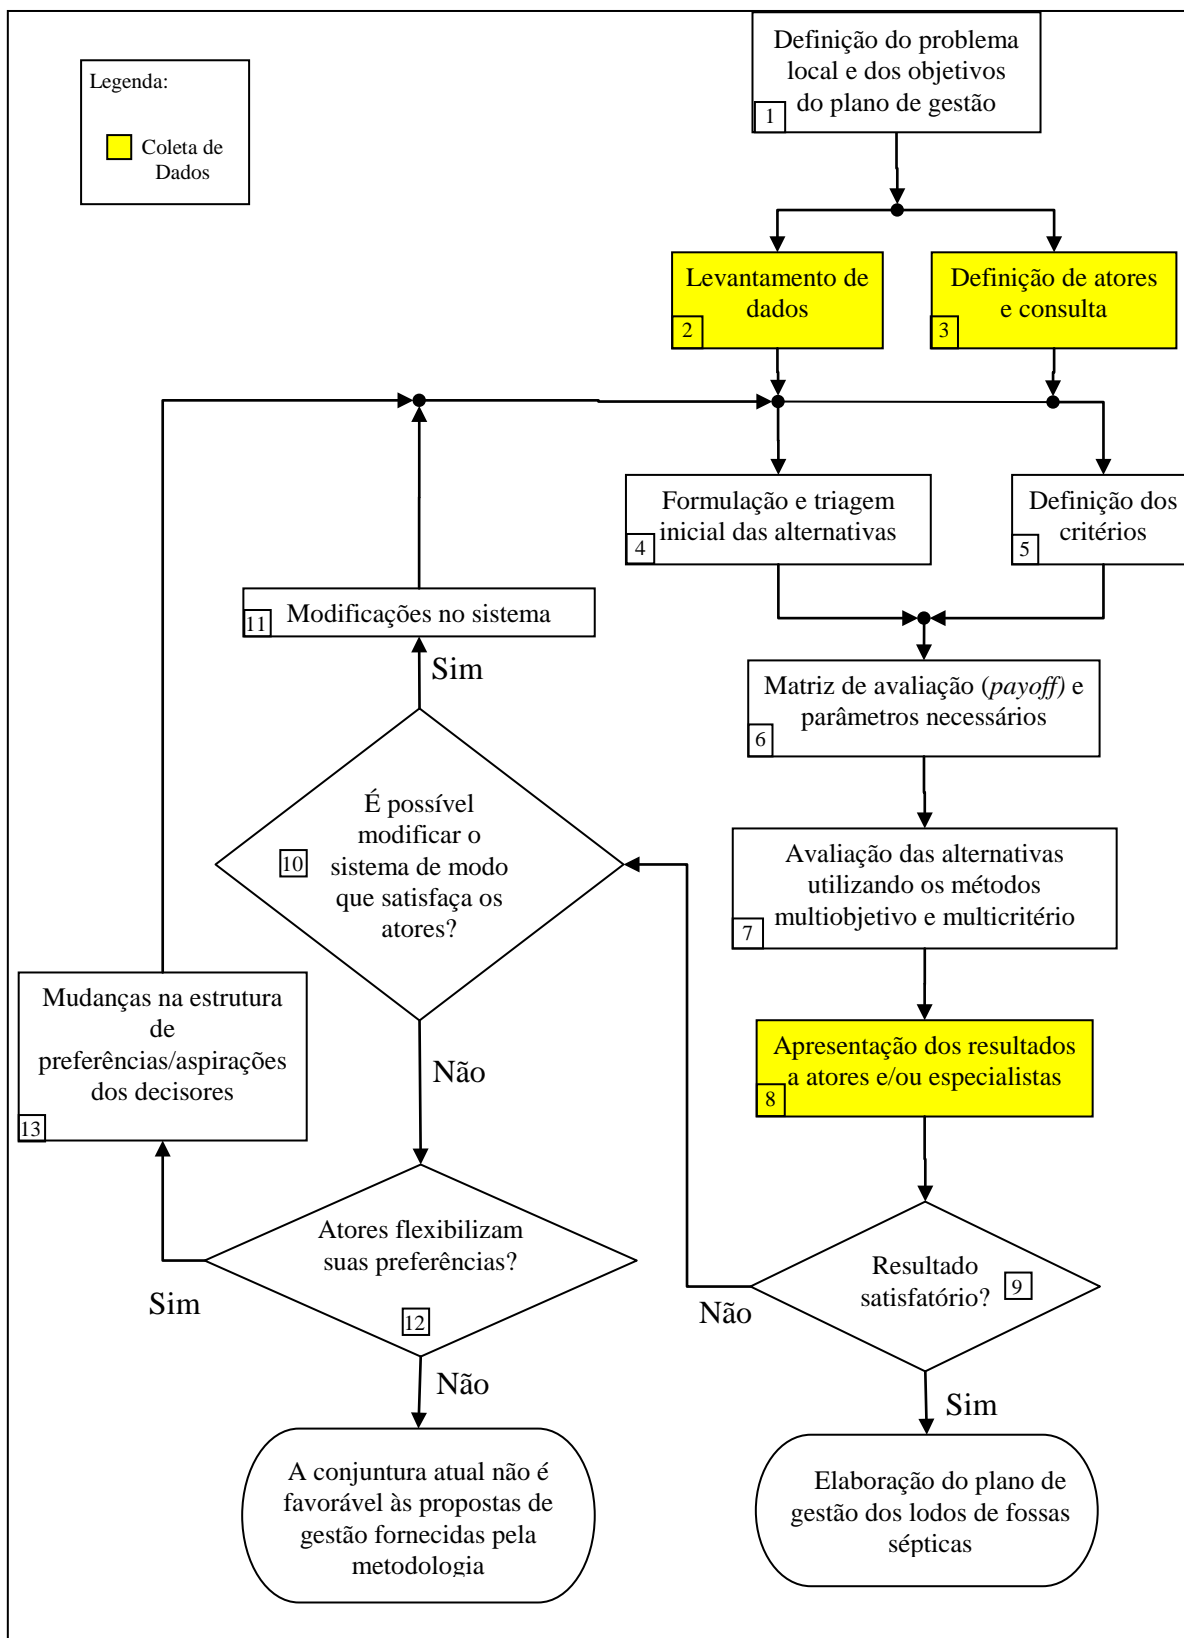 Definição do problema
local e dos objetivos
do plano de gestão
1
Legenda:
Coleta de
Dados
Levantamento de
dados
2
Definição de atores
e consulta
3
Formulação e triagem
inicial das alternativas
4
Definição dos
critérios
5
Modificações no sistema
11
Sim
Matriz de avaliação (payoff) e
parâmetros necessários
6
É possível
modificar o
sistema de modo
que satisfaça os
atores?
10
Avaliação das alternativas
utilizando os métodos
multiobjetivo e multicritério
7
Mudanças na estrutura
de
preferências/aspirações
dos decisores
13
Não
Apresentação dos resultados
a atores e/ou especialistas
8
Atores flexibilizam
suas preferências?
12
Sim
Resultado
satisfatório?
9
Não
Não
Sim
A conjuntura atual não é
favorável às propostas de
gestão fornecidas pela
metodologia
Elaboração do plano de
gestão dos lodos de fossas
sépticas